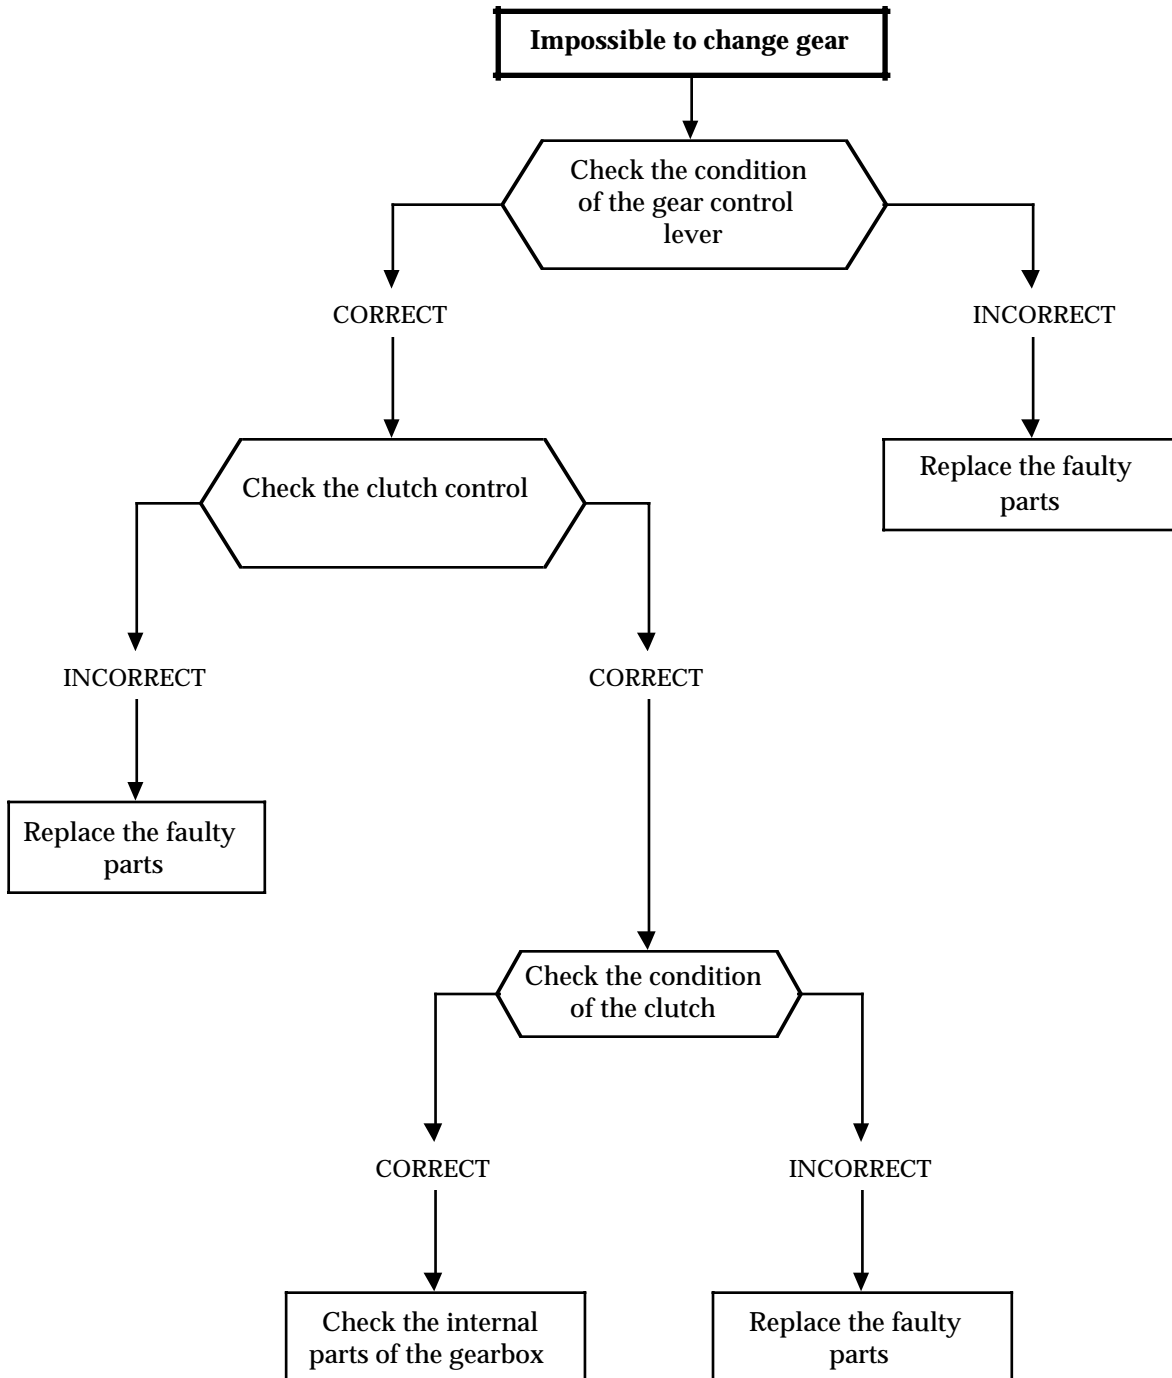 Impossible to change gear
Check the condition
of the gear control
lever
CORRECT
INCORRECT
Check the clutch control
Replace the faulty
parts
INCORRECT
CORRECT
Replace the faulty
parts
Check the condition
of the clutch
CORRECT
INCORRECT
Check the internal
parts of the gearbox
Replace the faulty
parts